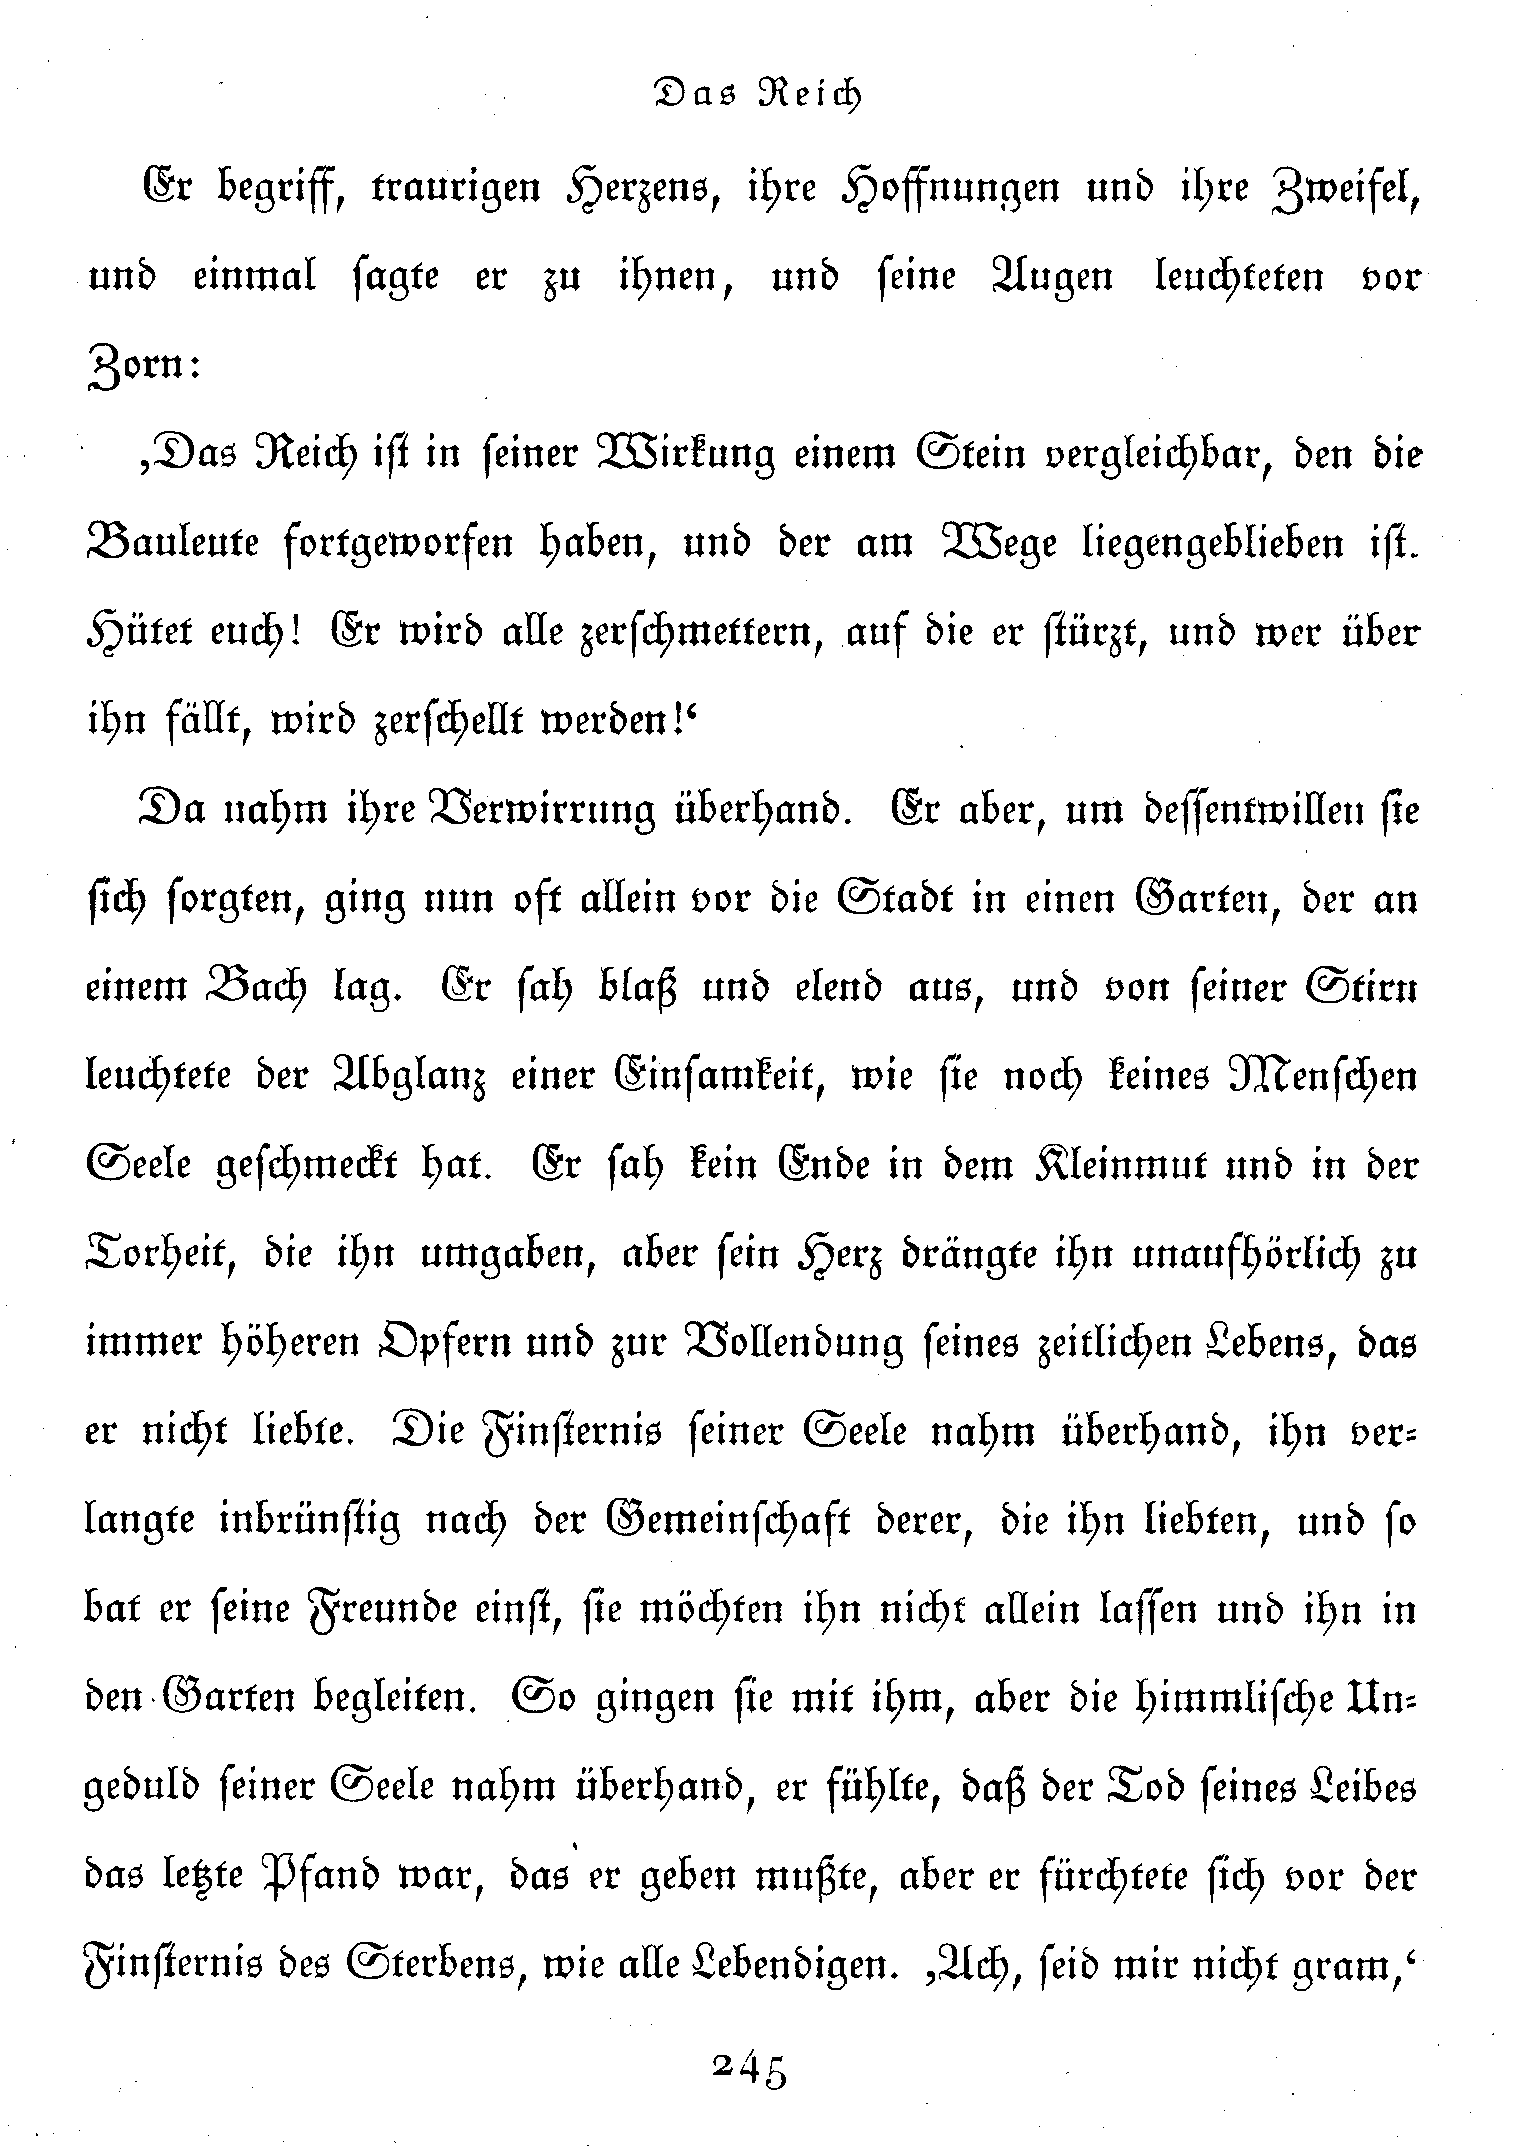 Das Reich
Er begriff, traurigen Herzens, ihre Hoffnungen und ihre Zweifel,
und einmal sagte er zu ihnen, und seine Augen leuchteten vor
Zorn:
‚Das Reich ist in seiner Wirkung einem Stein vergleichbar, den die
Bauleute fortgeworfen haben, und der am Wege liegengeblieben ist.
Hütet euch! Er wird alle zerschmettern, auf die er stürzt, und wer über
ihn fällt, wird zerschellt werden!‘
Da nahm ihre Verwirrung überhand. Er aber, um dessentwillen sie
sich sorgten, ging nun oft allein vor die Stadt in einen Garten, der an
einem Bach lag. Er sah blaß und elend aus, und von seiner Stirn
leuchtete der Abglanz einer Einsamkeit, wie sie noch keines Menschen
Seele geschmeckt hat. Er sah kein Ende in dem Kleinmut und in der
Torheit, die ihn umgaben, aber sein Herz drängte ihn unaufhörlich zu
immer höheren Opfern und zur Vollendung seines zeitlichen Lebens, das
er nicht liebte. Die Finsternis seiner Seele nahm überhand, ihn ver-
langte inbrünstig nach der Gemeinschaft derer, die ihn liebten, und so
bat er seine Freunde einst, sie möchten ihn nicht allein lassen und ihn in
den Garten begleiten. So gingen sie mit ihm, aber die himmlische Un-
geduld seiner Seele nahm überhand, er fühlte, daß der Tod seines Leibes
das letzte Pfand war, das er geben mußte, aber er fürchtete sich vor der
Finsternis des Sterbens, wie alle Lebendigen. ‚Ach, seid mir nicht gram,‘
245